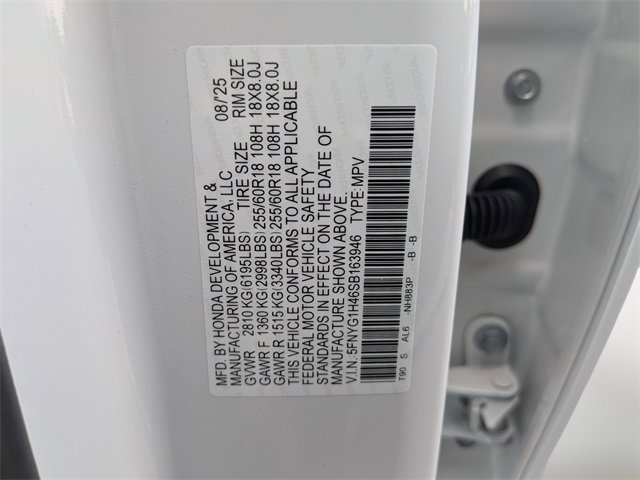 MFD. BY HONDA DEVELOPMENT & 08/25
MANUFACTURING OF AMERICA, LLC
GVWR 2810 KG(6195LBS) TIRE SIZE RIM SIZE
GAWR F 1360 KG(2998LBS) 255/60R18 108H 18X8.0J
GAWR R 1515 KG(3340LBS) 255/60R18 108H 18X8.0J
THIS VEHICLE CONFORMS TO ALL APPLICABLE
FEDERAL MOTOR VEHICLE SAFETY
STANDARDS IN EFFECT ON THE DATE OF
MANUFACTURE SHOWN ABOVE.
V.I.N. 5FNYG1H46SB163946 TYPE: MPV
T90 S AL6 -NH883P -B -B